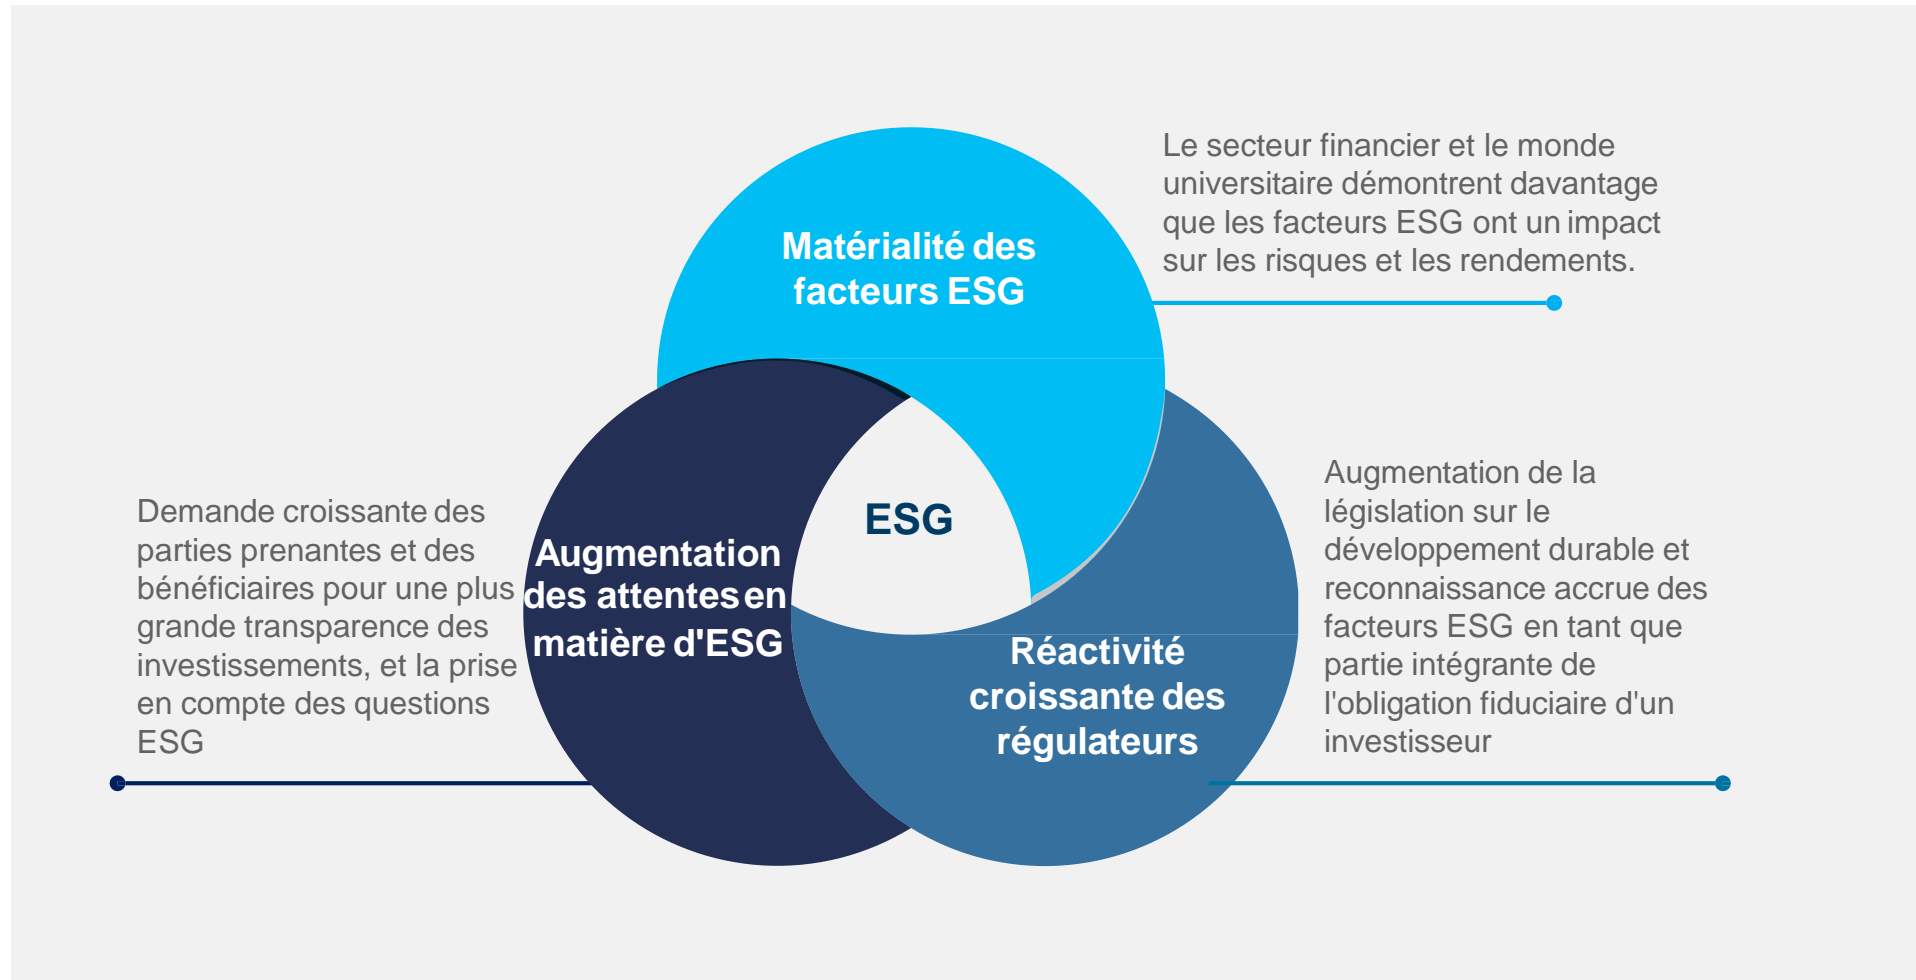 Le secteur financier et le monde
universitaire démontrent davantage
que les facteurs ESG ont un impact
sur les risques et les rendements.
Matérialité des
facteurs ESG
ESG
Demande croissante des
parties prenantes et des
bénéficiaires pour une plus
grande transparence des
investissements, et la prise
en compte des questions
ESG
Augmentation
des attentes en
matière d'ESG
Réactivité
croissante des
régulateurs
Augmentation de la
législation sur le
développement durable et
reconnaissance accrue des
facteurs ESG en tant que
partie intégrante de
l'obligation fiduciaire d'un
investisseur